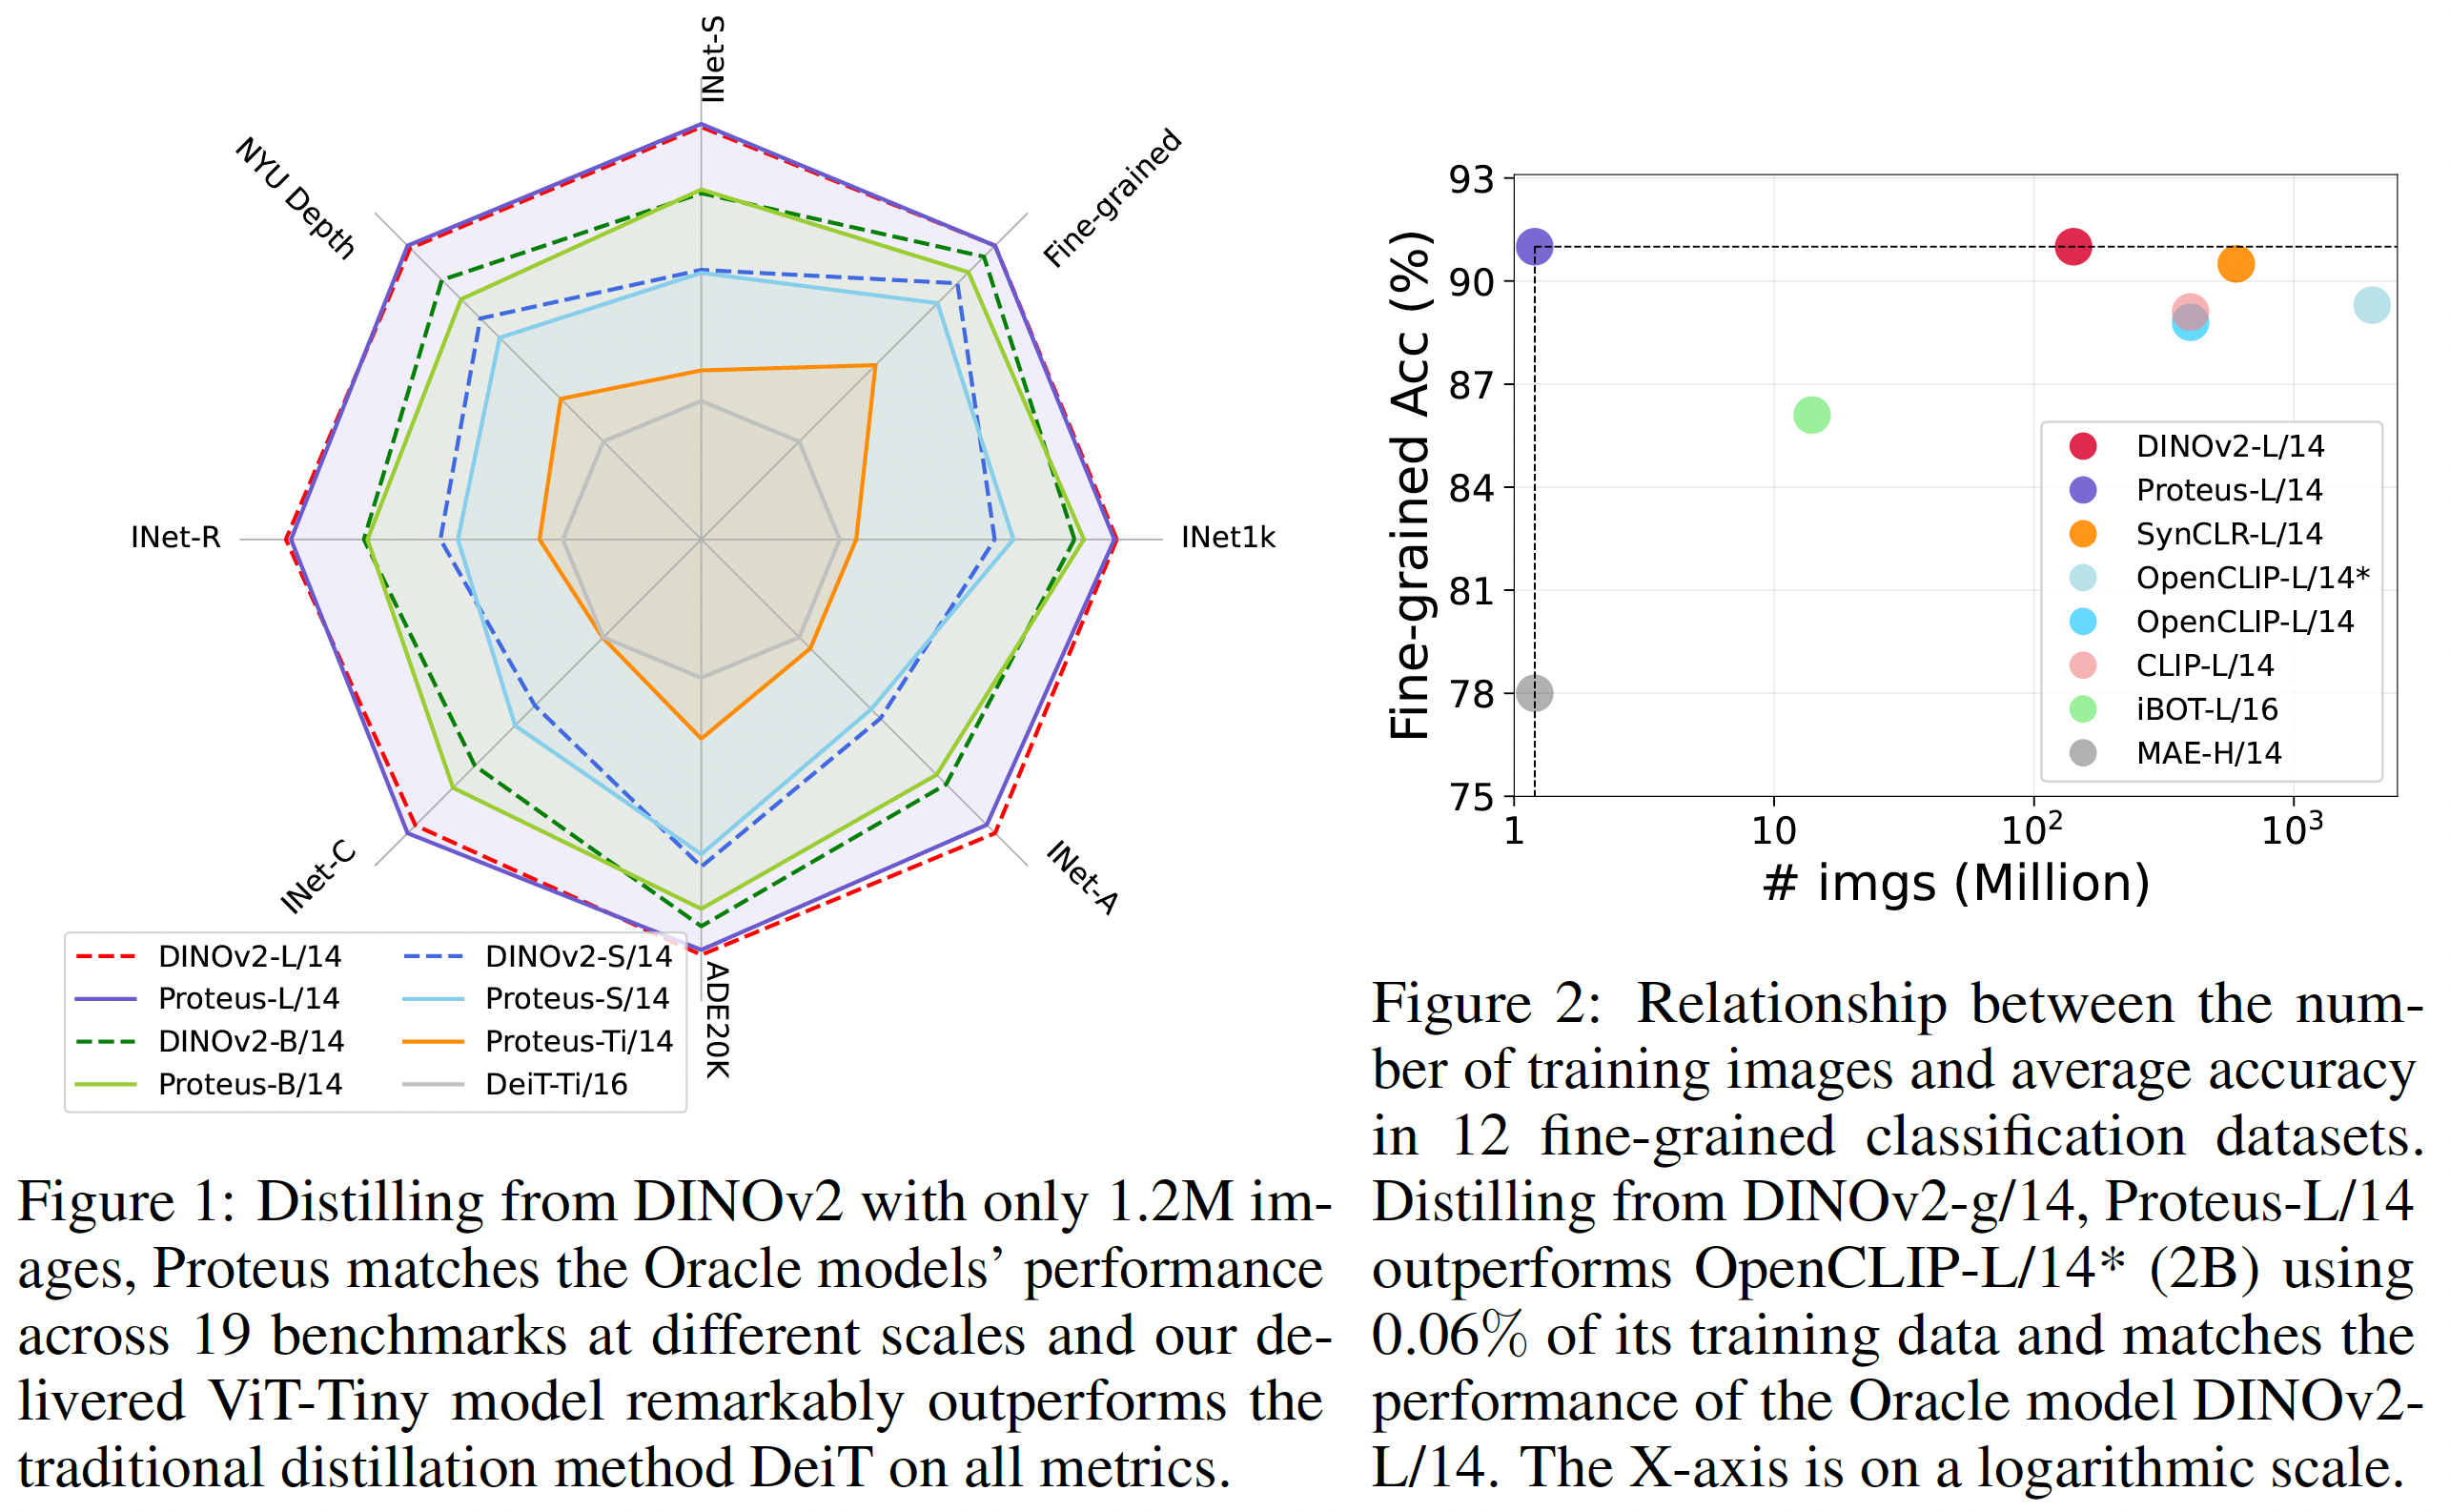 INet-S
Fine-grained
NYU Depth
INet-R
INet1k
INet-C
INet-A
ADE20K
DINOv2-L/14
Proteus-L/14
DINOv2-B/14
Proteus-B/14
DINOv2-S/14
Proteus-S/14
Proteus-Ti/14
DeiT-Ti/16
Figure 1: Distilling from DINOv2 with only 1.2M im-
ages, Proteus matches the Oracle models’ performance
across 19 benchmarks at different scales and our de-
livered ViT-Tiny model remarkably outperforms the
traditional distillation method DeiT on all metrics.
Fine-grained Acc (%)
93
90
87
84
81
78
75
1
10
10²
10³
# imgs (Million)
DINOv2-L/14
Proteus-L/14
SynCLR-L/14
OpenCLIP-L/14*
OpenCLIP-L/14
CLIP-L/14
iBOT-L/16
MAE-H/14
Figure 2: Relationship between the num-
ber of training images and average accuracy
in 12 fine-grained classification datasets.
Distilling from DINOv2-g/14, Proteus-L/14
outperforms OpenCLIP-L/14* (2B) using
0.06% of its training data and matches the
performance of the Oracle model DINOv2-
L/14. The X-axis is on a logarithmic scale.